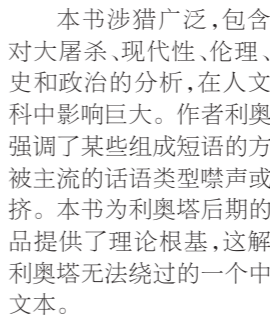 本书涉猎广泛,包含
对大屠杀、现代性、伦理、
史和政治的分析,在人文
科中影响巨大。作者利奥
强调了某些组成短语的方
被主流的话语类型噤声或
挤。本书为利奥塔后期的
品提供了理论根基,这解
利奥塔无法绕过的一个中
文本。